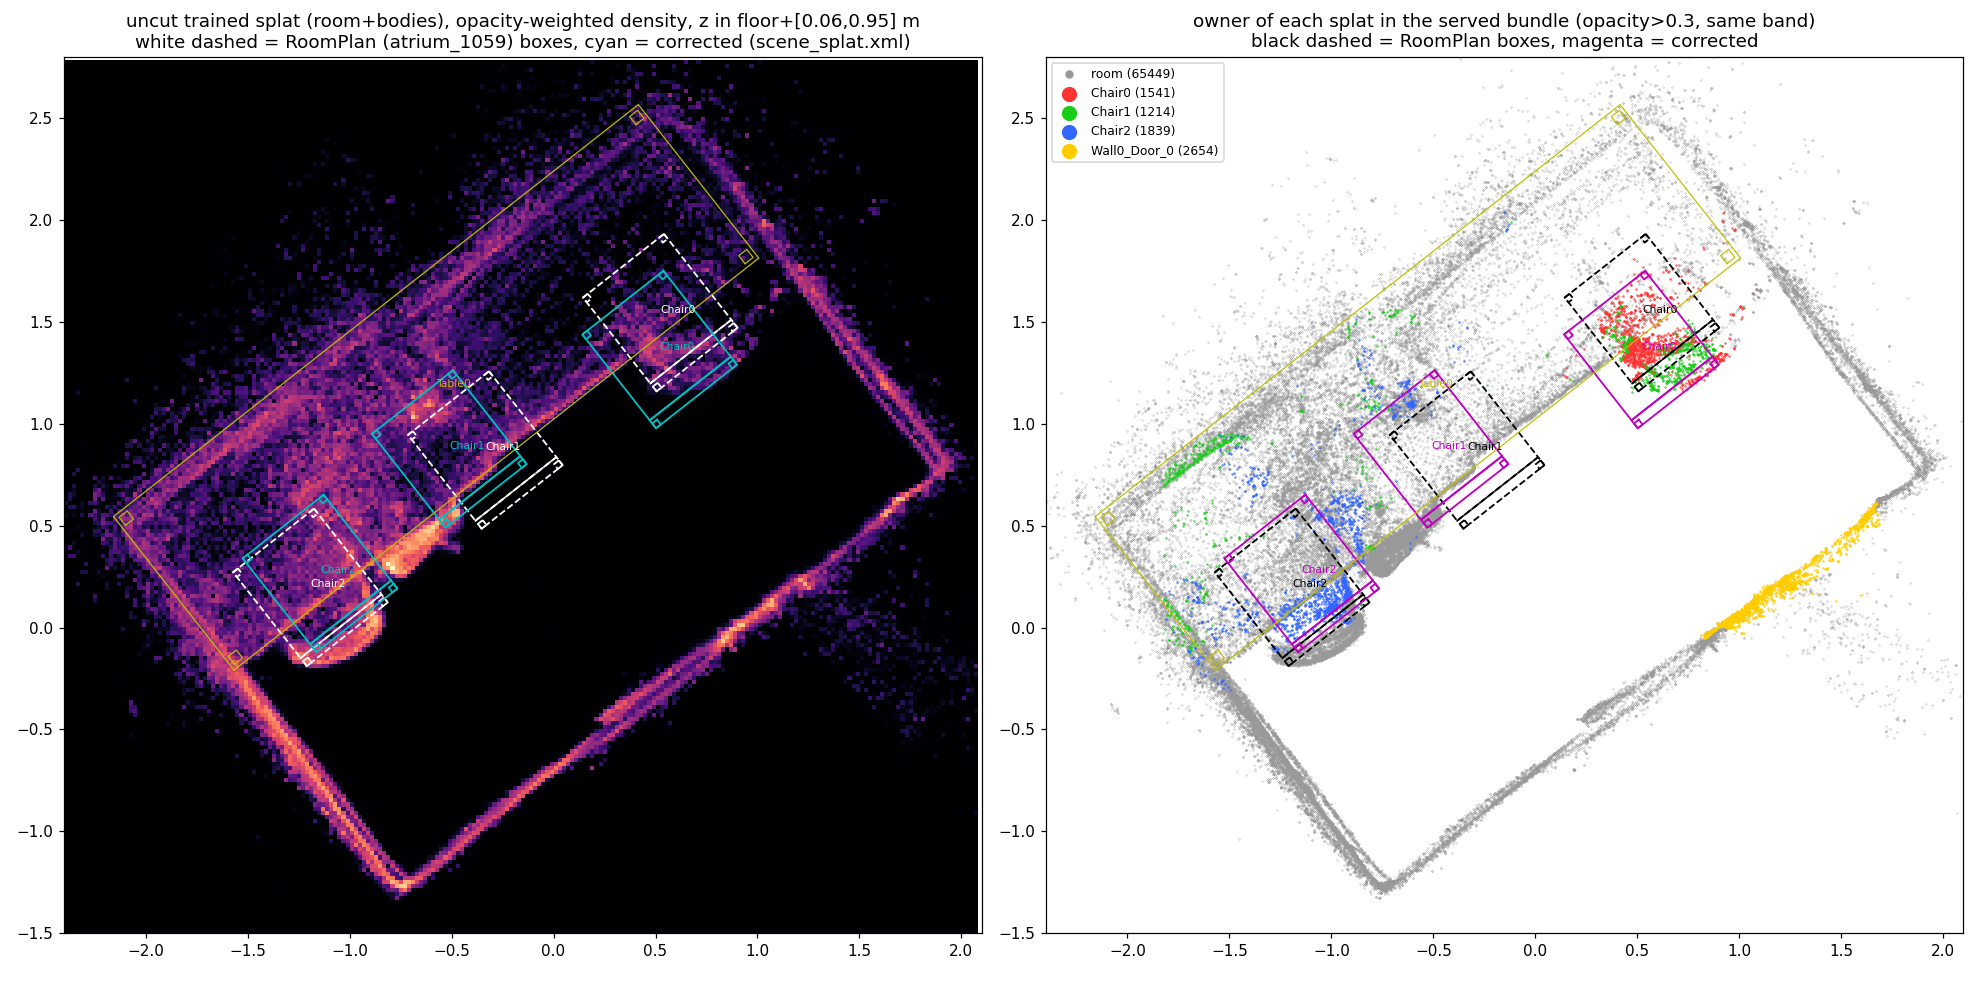 uncut trained splat (room+bodies), opacity-weighted density, z in floor+[0.06,0.95] m
white dashed = RoomPlan (atrium_1059) boxes, cyan = corrected (scene_splat.xml)
2.5
2.0
1.5
1.0
0.5
0.0
−0.5
−1.0
−1.5
−2.0
−1.5
−1.0
−0.5
0.0
0.5
1.0
1.5
2.0
Chair0
Chair0
Table0
Chair1
Chair1
Chair2
Chair2
owner of each splat in the served bundle (opacity>0.3, same band)
black dashed = RoomPlan boxes, magenta = corrected
room (65449)
Chair0 (1541)
Chair1 (1214)
Chair2 (1839)
Wall0_Door_0 (2654)
2.5
2.0
1.5
1.0
0.5
0.0
−0.5
−1.0
−1.5
−2.0
−1.5
−1.0
−0.5
0.0
0.5
1.0
1.5
2.0
Chair0
Chair1
Chair1
Chair2
Chair2